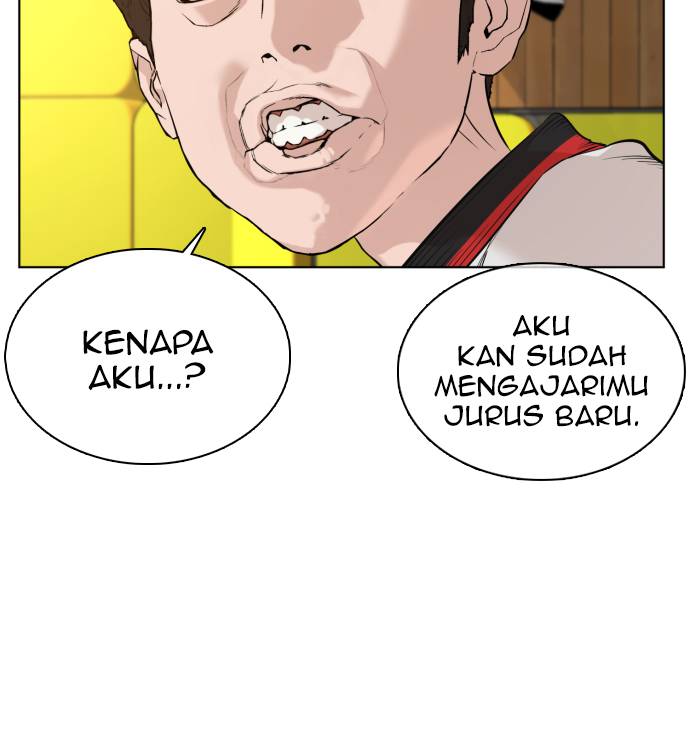 KENAPA
AKU...?
AKU
KAN SUDAH
MENGAJARIMU
JURUS BARU.